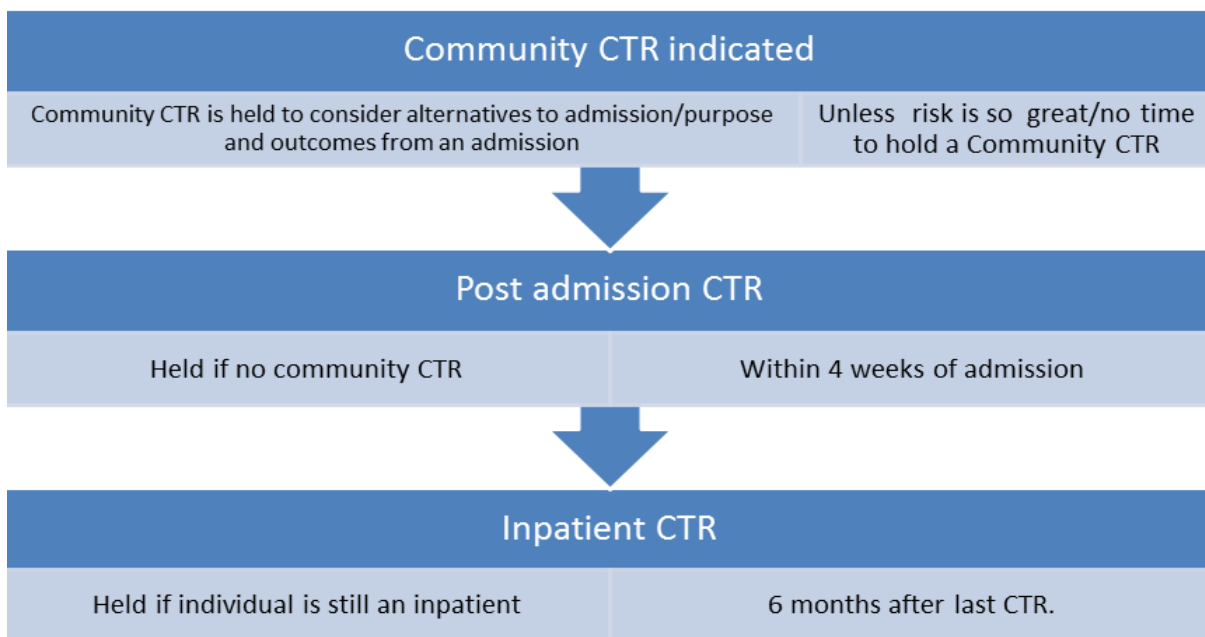 Community CTR indicated
Community CTR is held to consider alternatives to admission/purpose
and outcomes from an admission
Unless risk is so great/no time
to hold a Community CTR
Post admission CTR
Held if no community CTR
Within 4 weeks of admission
Inpatient CTR
Held if individual is still an inpatient
6 months after last CTR.